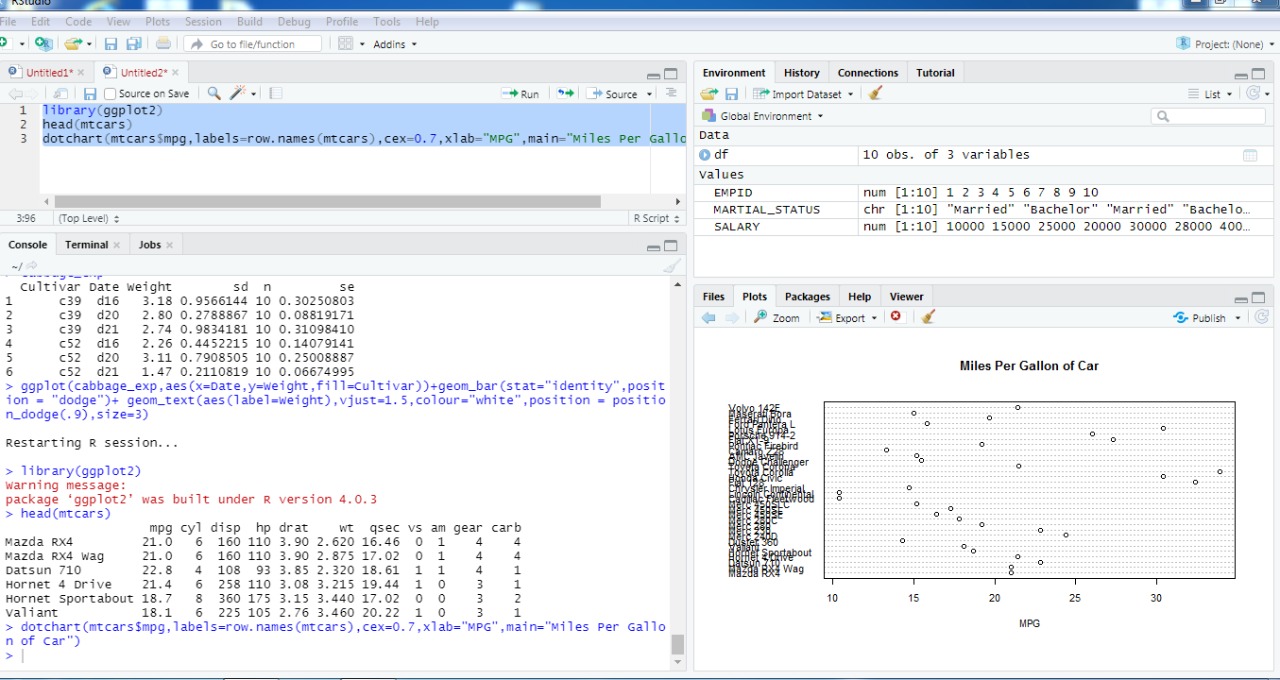 RStudio
File Edit Code View Plots Session Build Debug Profile Tools Help
Go to file/function Addins Project: (None)
Untitled1* Untitled2*
Source on Save Run Source
1 library(ggplot2)
2 head(mtcars)
3 dotchart(mtcars$mpg,labels=row.names(mtcars),cex=0.7,xlab="MPG",main="Miles Per Gallo
3:96 (Top Level) R Script
Console Terminal Jobs
~/
> cabbage_exp
Cultivar Date Weight sd n se
1 c39 d16 3.18 0.9566144 10 0.30250803
2 c39 d20 2.80 0.2788867 10 0.08819171
3 c39 d21 2.74 0.9834181 10 0.31098410
4 c52 d16 2.26 0.4452215 10 0.14079141
5 c52 d20 3.11 0.7908505 10 0.25008887
6 c52 d21 1.47 0.2110819 10 0.06674995
> ggplot(cabbage_exp,aes(x=Date,y=Weight,fill=Cultivar))+geom_bar(stat="identity",posit
ion = "dodge")+ geom_text(aes(label=Weight),vjust=1.5,colour="white",position = positio
n_dodge(.9),size=3)
Restarting R session...
> library(ggplot2)
Warning message:
package ‘ggplot2’ was built under R version 4.0.3
> head(mtcars)
mpg cyl disp hp drat wt qsec vs am gear carb
Mazda RX4 21.0 6 160 110 3.90 2.620 16.46 0 1 4 4
Mazda RX4 Wag 21.0 6 160 110 3.90 2.875 17.02 0 1 4 4
Datsun 710 22.8 4 108 93 3.85 2.320 18.61 1 1 4 1
Hornet 4 Drive 21.4 6 258 110 3.08 3.215 19.44 1 0 3 1
Hornet Sportabout 18.7 8 360 175 3.15 3.440 17.02 0 0 3 2
Valiant 18.1 6 225 105 2.76 3.460 20.22 1 0 3 1
> dotchart(mtcars$mpg,labels=row.names(mtcars),cex=0.7,xlab="MPG",main="Miles Per Gallo
n of Car")
>
Environment History Connections Tutorial
Import Dataset List
Global Environment
Data
df 10 obs. of 3 variables
Values
EMPID num [1:10] 1 2 3 4 5 6 7 8 9 10
MARTIAL_STATUS chr [1:10] "Married" "Bachelor" "Married" "Bachelo...
SALARY num [1:10] 10000 15000 25000 20000 30000 28000 400...
Files Plots Packages Help Viewer
Zoom Export Publish
Miles Per Gallon of Car
Volvo 142E
Maserati Bora
Ford Pantera L
Lotus Europa
Porsche 914-2
Pontiac Firebird
Dodge Challenger
Toyota Corona
Toyota Corolla
Honda Civic
Chrysler Imperial
Lincoln Continental
Cadillac Fleetwood
Merc 240D
Duster 360
Valiant
Hornet Sportabout
Hornet 4 Drive
Datsun 710
Mazda RX4 Wag
Mazda RX4
10 15 20 25 30
MPG